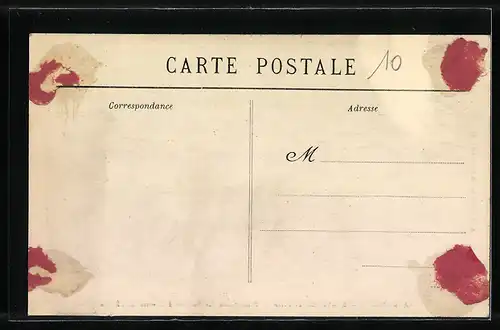 CARTE POSTALE 10
Correspondance
Adresse
M